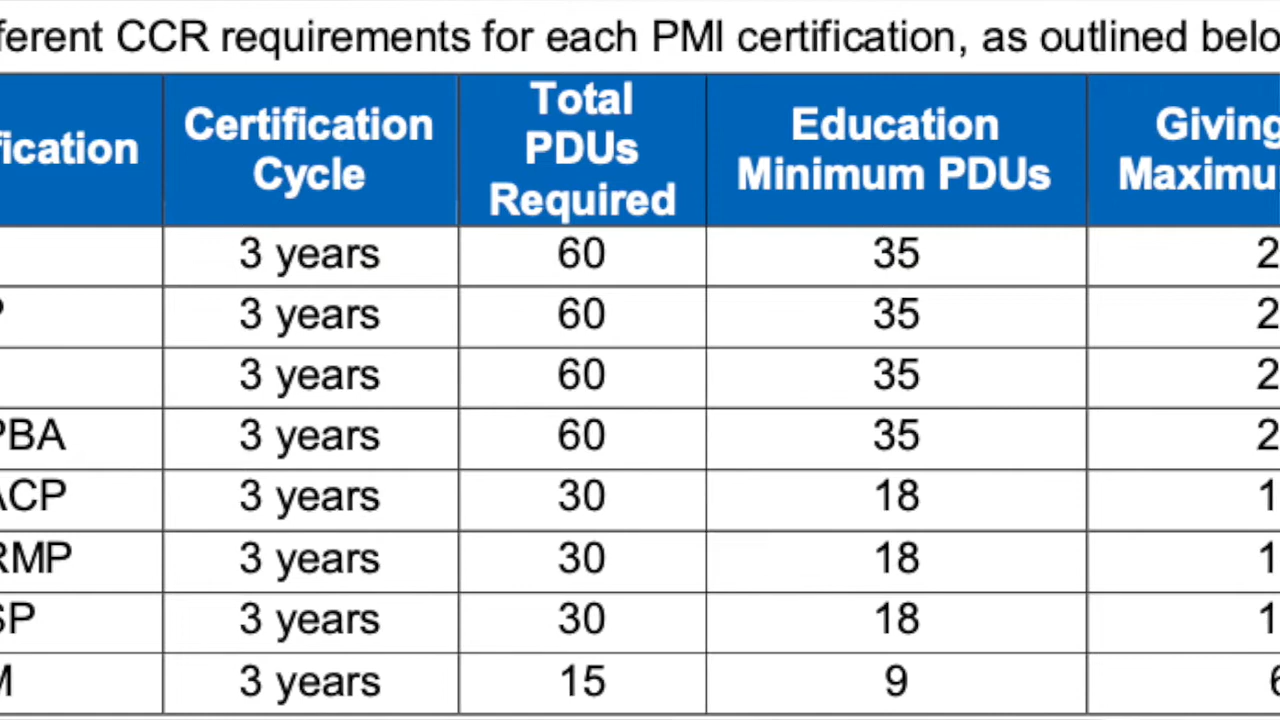 fferent CCR requirements for each PMI certification, as outlined belo
fication Certification Cycle Total PDUs Required Education Minimum PDUs Giving Maximu
3 years 60 35 2
P 3 years 60 35 2
3 years 60 35 2
PBA 3 years 60 35 2
ACP 3 years 30 18 1
RMP 3 years 30 18 1
SP 3 years 30 18 1
M 3 years 15 9 6